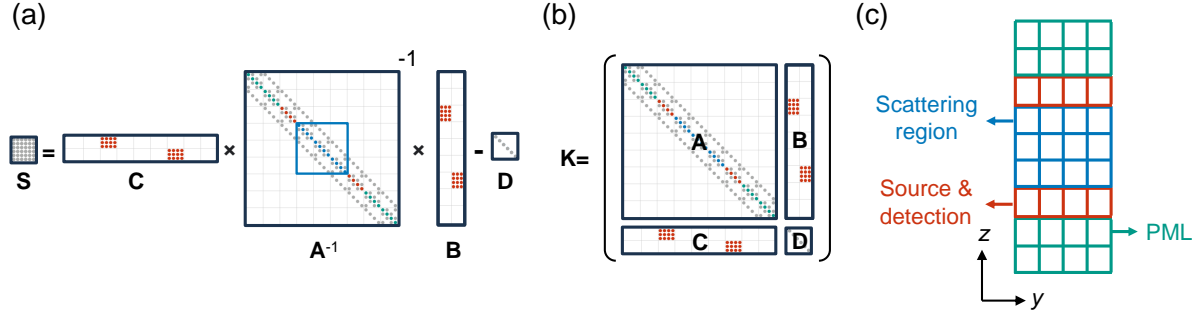 (a)
-1
S
=
C
×
A-1
×
B
-
D
(b)
K=
A
B
C
D
(c)
Scattering
region
Source &
detection
PML
z
y